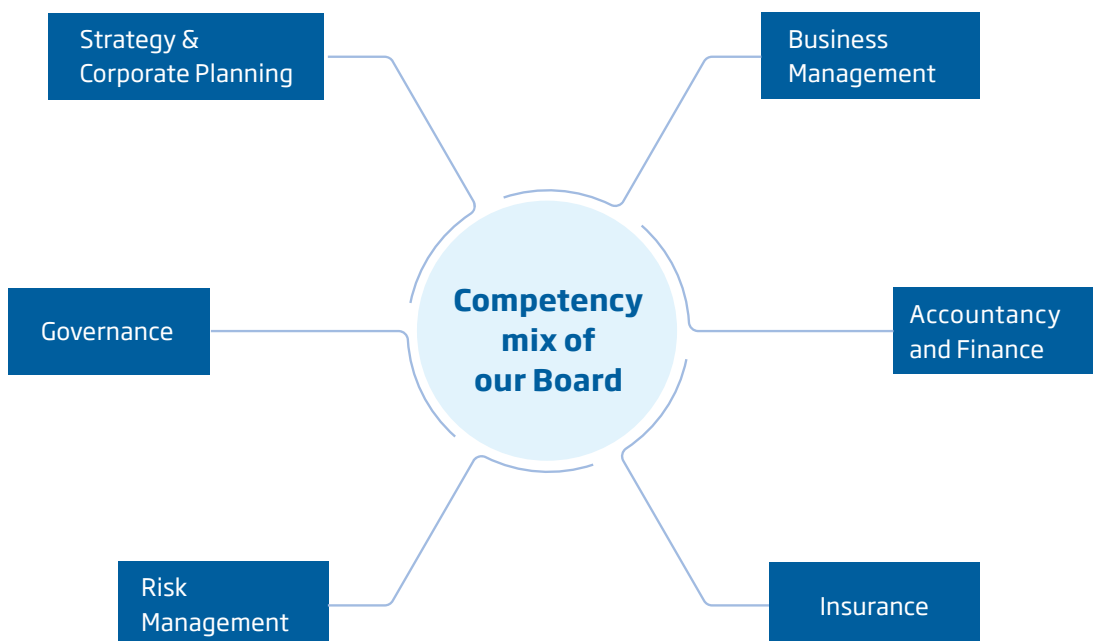 Strategy &
Corporate Planning
Business
Management
Governance
Competency
mix of
our Board
Accountancy
and Finance
Risk
Management
Insurance